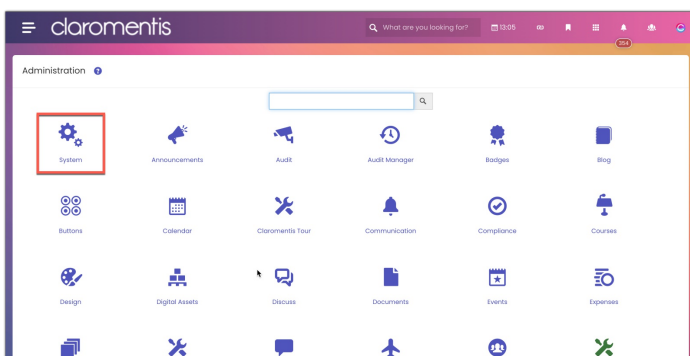 claromentis
What are you looking for?
13:05
354
Administration
System
Announcements
Audit
Audit Manager
Badges
Blog
Buttons
Calendar
Claromentis Tour
Communication
Compliance
Courses
Design
Digital Assets
Discuss
Documents
Events
Expenses